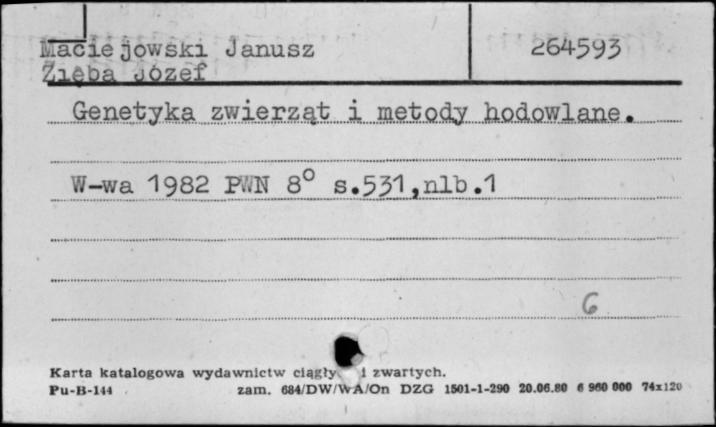 Maciejowski Janusz 264593
Zięba Józef
Genetyka zwierząt i metody hodowlane.
W-wa 1982 PWN 8° s.531,nlb.1
6
Karta katalogowa wydawnictw ciągły i zwartych.
Pu-B-144 zam. 684/DW/WA/On DZG 1501-1-290 20.06.80 6 960 000 74x120